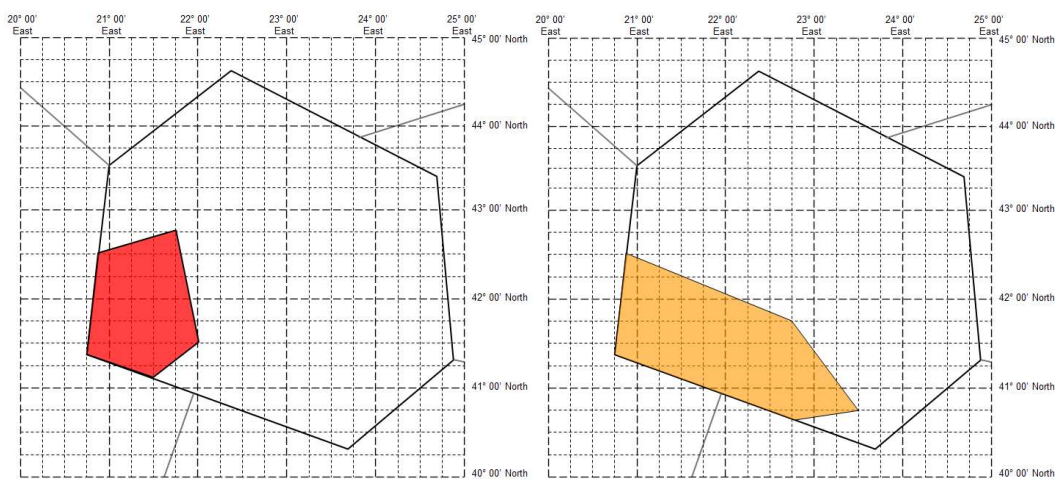 20° 00' 21° 00' 22° 00' 23° 00' 24° 00' 25° 00'
East East East East East East
45° 00' North
44° 00' North
43° 00' North
42° 00' North
41° 00' North
40° 00' North
20° 00' 21° 00' 22° 00' 23° 00' 24° 00' 25° 00'
East East East East East East
45° 00' North
44° 00' North
43° 00' North
42° 00' North
41° 00' North
40° 00' North